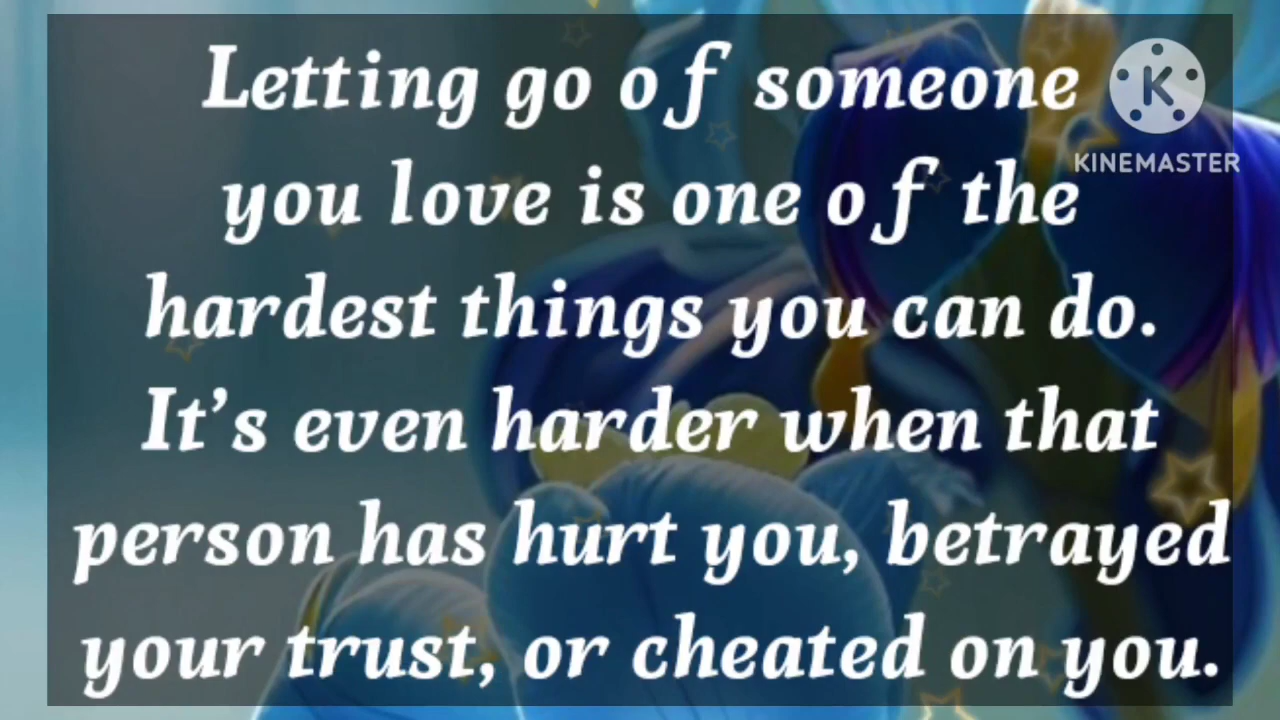 Letting go of someone
you love is one of the
hardest things you can do.
It’s even harder when that
person has hurt you, betrayed
your trust, or cheated on you.
K
KINEMASTER